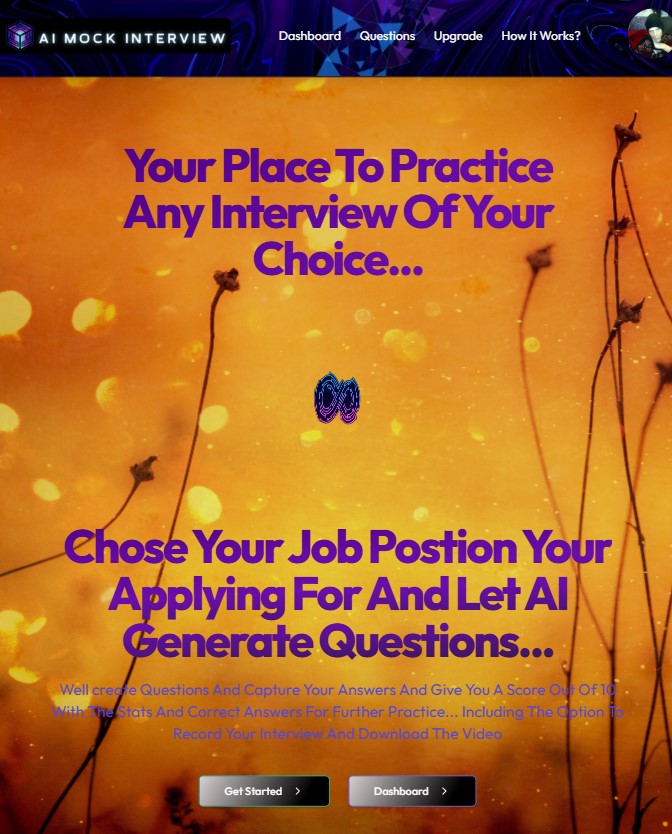 AI MOCK INTERVIEW
Dashboard Questions Upgrade How It Works?
Your Place To Practice
Any Interview Of Your
Choice...
Chose Your Job Postion Your
Applying For And Let AI
Generate Questions...
Well create Questions And Capture Your Answers And Give You A Score Out Of 10
With The Stats And Correct Answers For Further Practice... Including The Option To
Record Your Interview And Download The Video
Get Started > Dashboard >